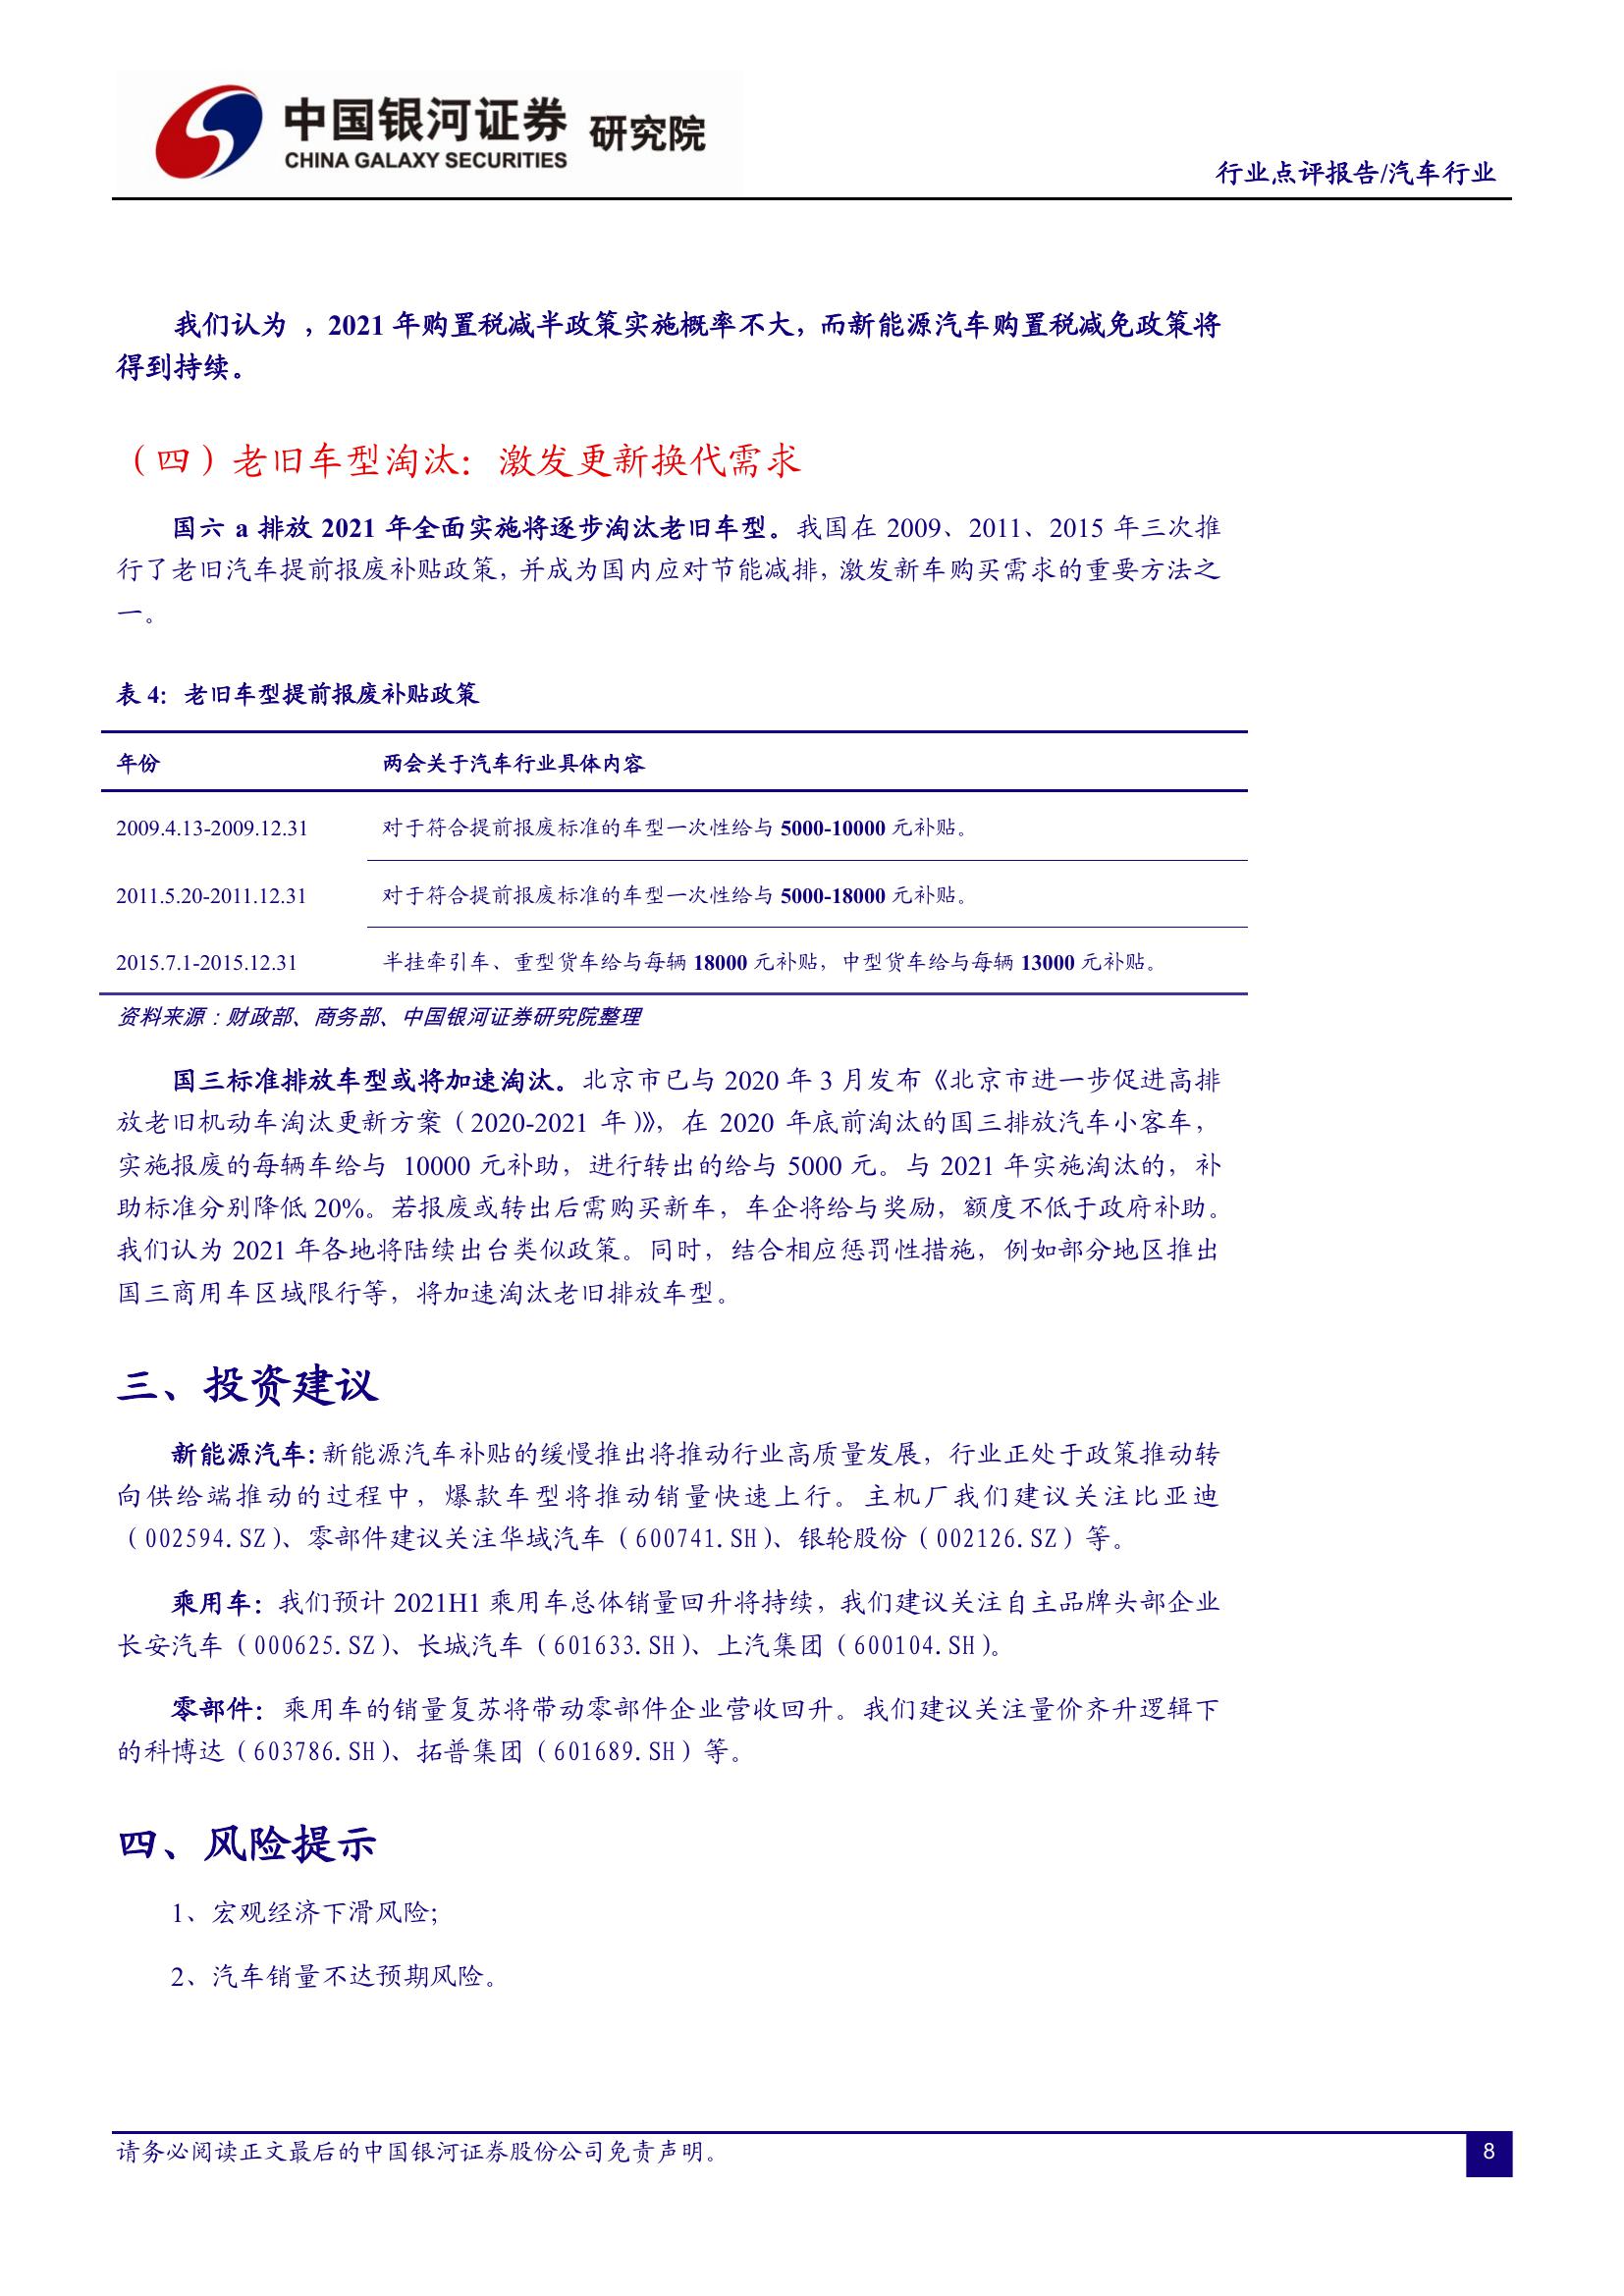 中国银河证券 研究院
CHINA GALAXY SECURITIES
行业点评报告/汽车行业
我们认为 ，2021 年购置税减半政策实施概率不大，而新能源汽车购置税减免政策将
得到持续。
（四）老旧车型淘汰：激发更新换代需求
国六 a 排放 2021 年全面实施将逐步淘汰老旧车型。我国在 2009、2011、2015 年三次推
行了老旧汽车提前报废补贴政策，并成为国内应对节能减排，激发新车购买需求的重要方法之
一。
表 4：老旧车型提前报废补贴政策
年份 两会关于汽车行业具体内容
2009.4.13-2009.12.31 对于符合提前报废标准的车型一次性给与 5000-10000 元补贴。
2011.5.20-2011.12.31 对于符合提前报废标准的车型一次性给与 5000-18000 元补贴。
2015.7.1-2015.12.31 半挂牵引车、重型货车给与每辆 18000 元补贴，中型货车给与每辆 13000 元补贴。
资料来源：财政部、商务部、中国银河证券研究院整理
国三标准排放车型或将加速淘汰。北京市已与 2020 年 3 月发布《北京市进一步促进高排
放老旧机动车淘汰更新方案（2020-2021 年）》，在 2020 年底前淘汰的国三排放汽车小客车，
实施报废的每辆车给与 10000 元补助，进行转出的给与 5000 元。与 2021 年实施淘汰的，补
助标准分别降低 20%。若报废或转出后需购买新车，车企将给与奖励，额度不低于政府补助。
我们认为 2021 年各地将陆续出台类似政策。同时，结合相应惩罚性措施，例如部分地区推出
国三商用车区域限行等，将加速淘汰老旧排放车型。
三、投资建议
新能源汽车：新能源汽车补贴的缓慢推出将推动行业高质量发展，行业正处于政策推动转
向供给端推动的过程中，爆款车型将推动销量快速上行。主机厂我们建议关注比亚迪
（002594.SZ）、零部件建议关注华域汽车（600741.SH）、银轮股份（002126.SZ）等。
乘用车：我们预计 2021H1 乘用车总体销量回升将持续，我们建议关注自主品牌头部企业
长安汽车（000625.SZ）、长城汽车（601633.SH）、上汽集团（600104.SH）。
零部件：乘用车的销量复苏将带动零部件企业营收回升。我们建议关注量价齐升逻辑下
的科博达（603786.SH）、拓普集团（601689.SH）等。
四、风险提示
1、宏观经济下滑风险；
2、汽车销量不达预期风险。
请务必阅读正文最后的中国银河证券股份公司免责声明。
8